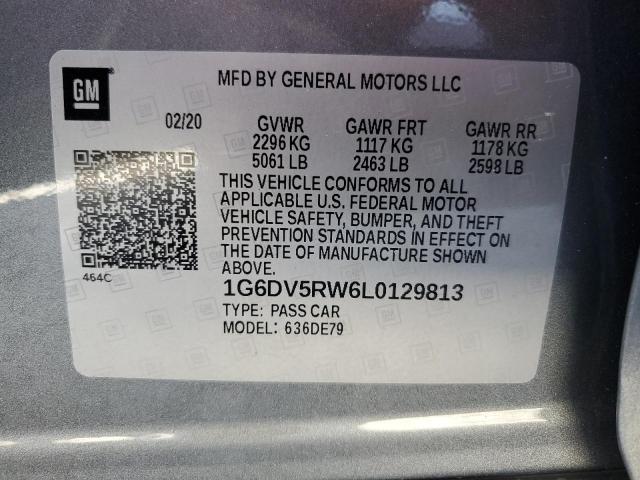 GM
MFD BY GENERAL MOTORS LLC
02/20 GVWR GAWR FRT GAWR RR
2296 KG 1117 KG 1178 KG
5061 LB 2463 LB 2598 LB
THIS VEHICLE CONFORMS TO ALL
APPLICABLE U.S. FEDERAL MOTOR
VEHICLE SAFETY, BUMPER, AND THEFT
PREVENTION STANDARDS IN EFFECT ON
THE DATE OF MANUFACTURE SHOWN
ABOVE.
464C
1G6DV5RW6L0129813
TYPE: PASS CAR
MODEL: 636DE79